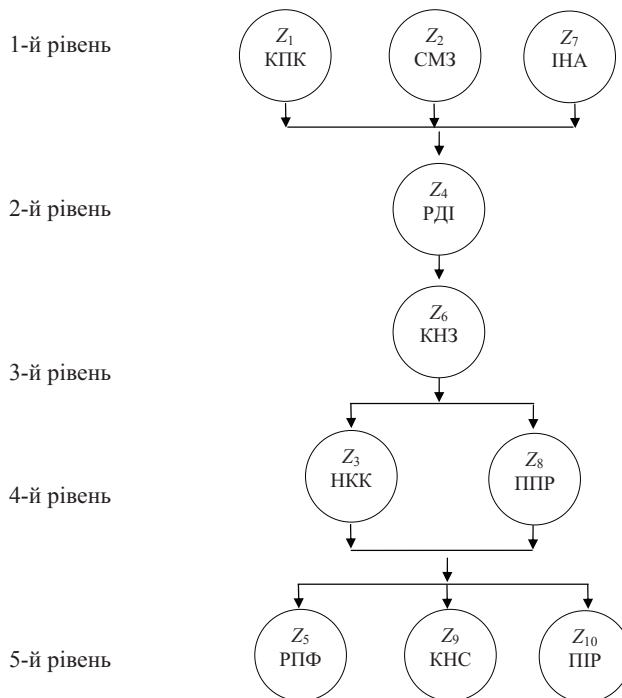 1-й рівень
Z1
КПК
Z2
СМЗ
Z7
ІНА
2-й рівень
Z4
РДІ
Z6
КНЗ
3-й рівень
Z3
НКК
Z8
ППР
4-й рівень
Z5
РПФ
Z9
КНС
Z10
ПІР
5-й рівень